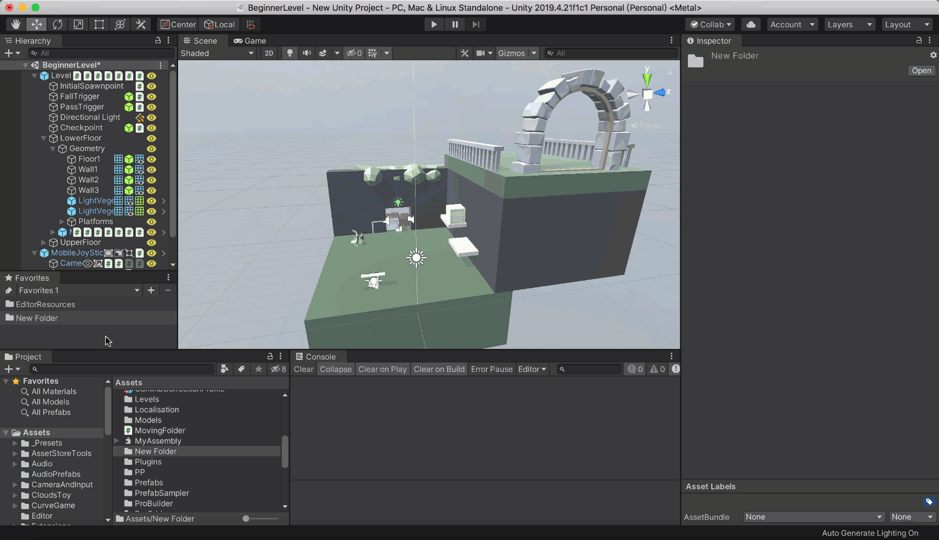 BeginnerLevel - New Unity Project - PC, Mac & Linux Standalone - Unity 2019.4.21f1c1 Personal (Personal) <Metal>
Center Local Collab Account Layers Layout
Hierarchy
All
BeginnerLevel*
Level
InitialSpawnpoint
FallTrigger
PassTrigger
Directional Light
Checkpoint
LowerFloor
Geometry
Floor1
Wall1
Wall2
Wall3
LightVege
LightVege
Platforms
UpperFloor
MobileJoyStic
Came
Scene Game
Shaded 2D 0 Gizmos All
y
z
Persp
Inspector
New Folder
Open
Favorites
Favorites 1
EditorResources
New Folder
Project
8
Favorites
All Materials
All Models
All Prefabs
Assets
_Presets
AssetStoreTools
Audio
AudioPrefabs
CameraAndInput
CloudsToy
CurveGame
Editor
Assets
Levels
Localisation
Models
MovingFolder
MyAssembly
New Folder
Plugins
PP
Prefabs
PrefabSampler
ProBuilder
Assets/New Folder
Console
Clear Collapse Clear on Play Clear on Build Error Pause Editor 0 0
Asset Labels
AssetBundle None None
Auto Generate Lighting On